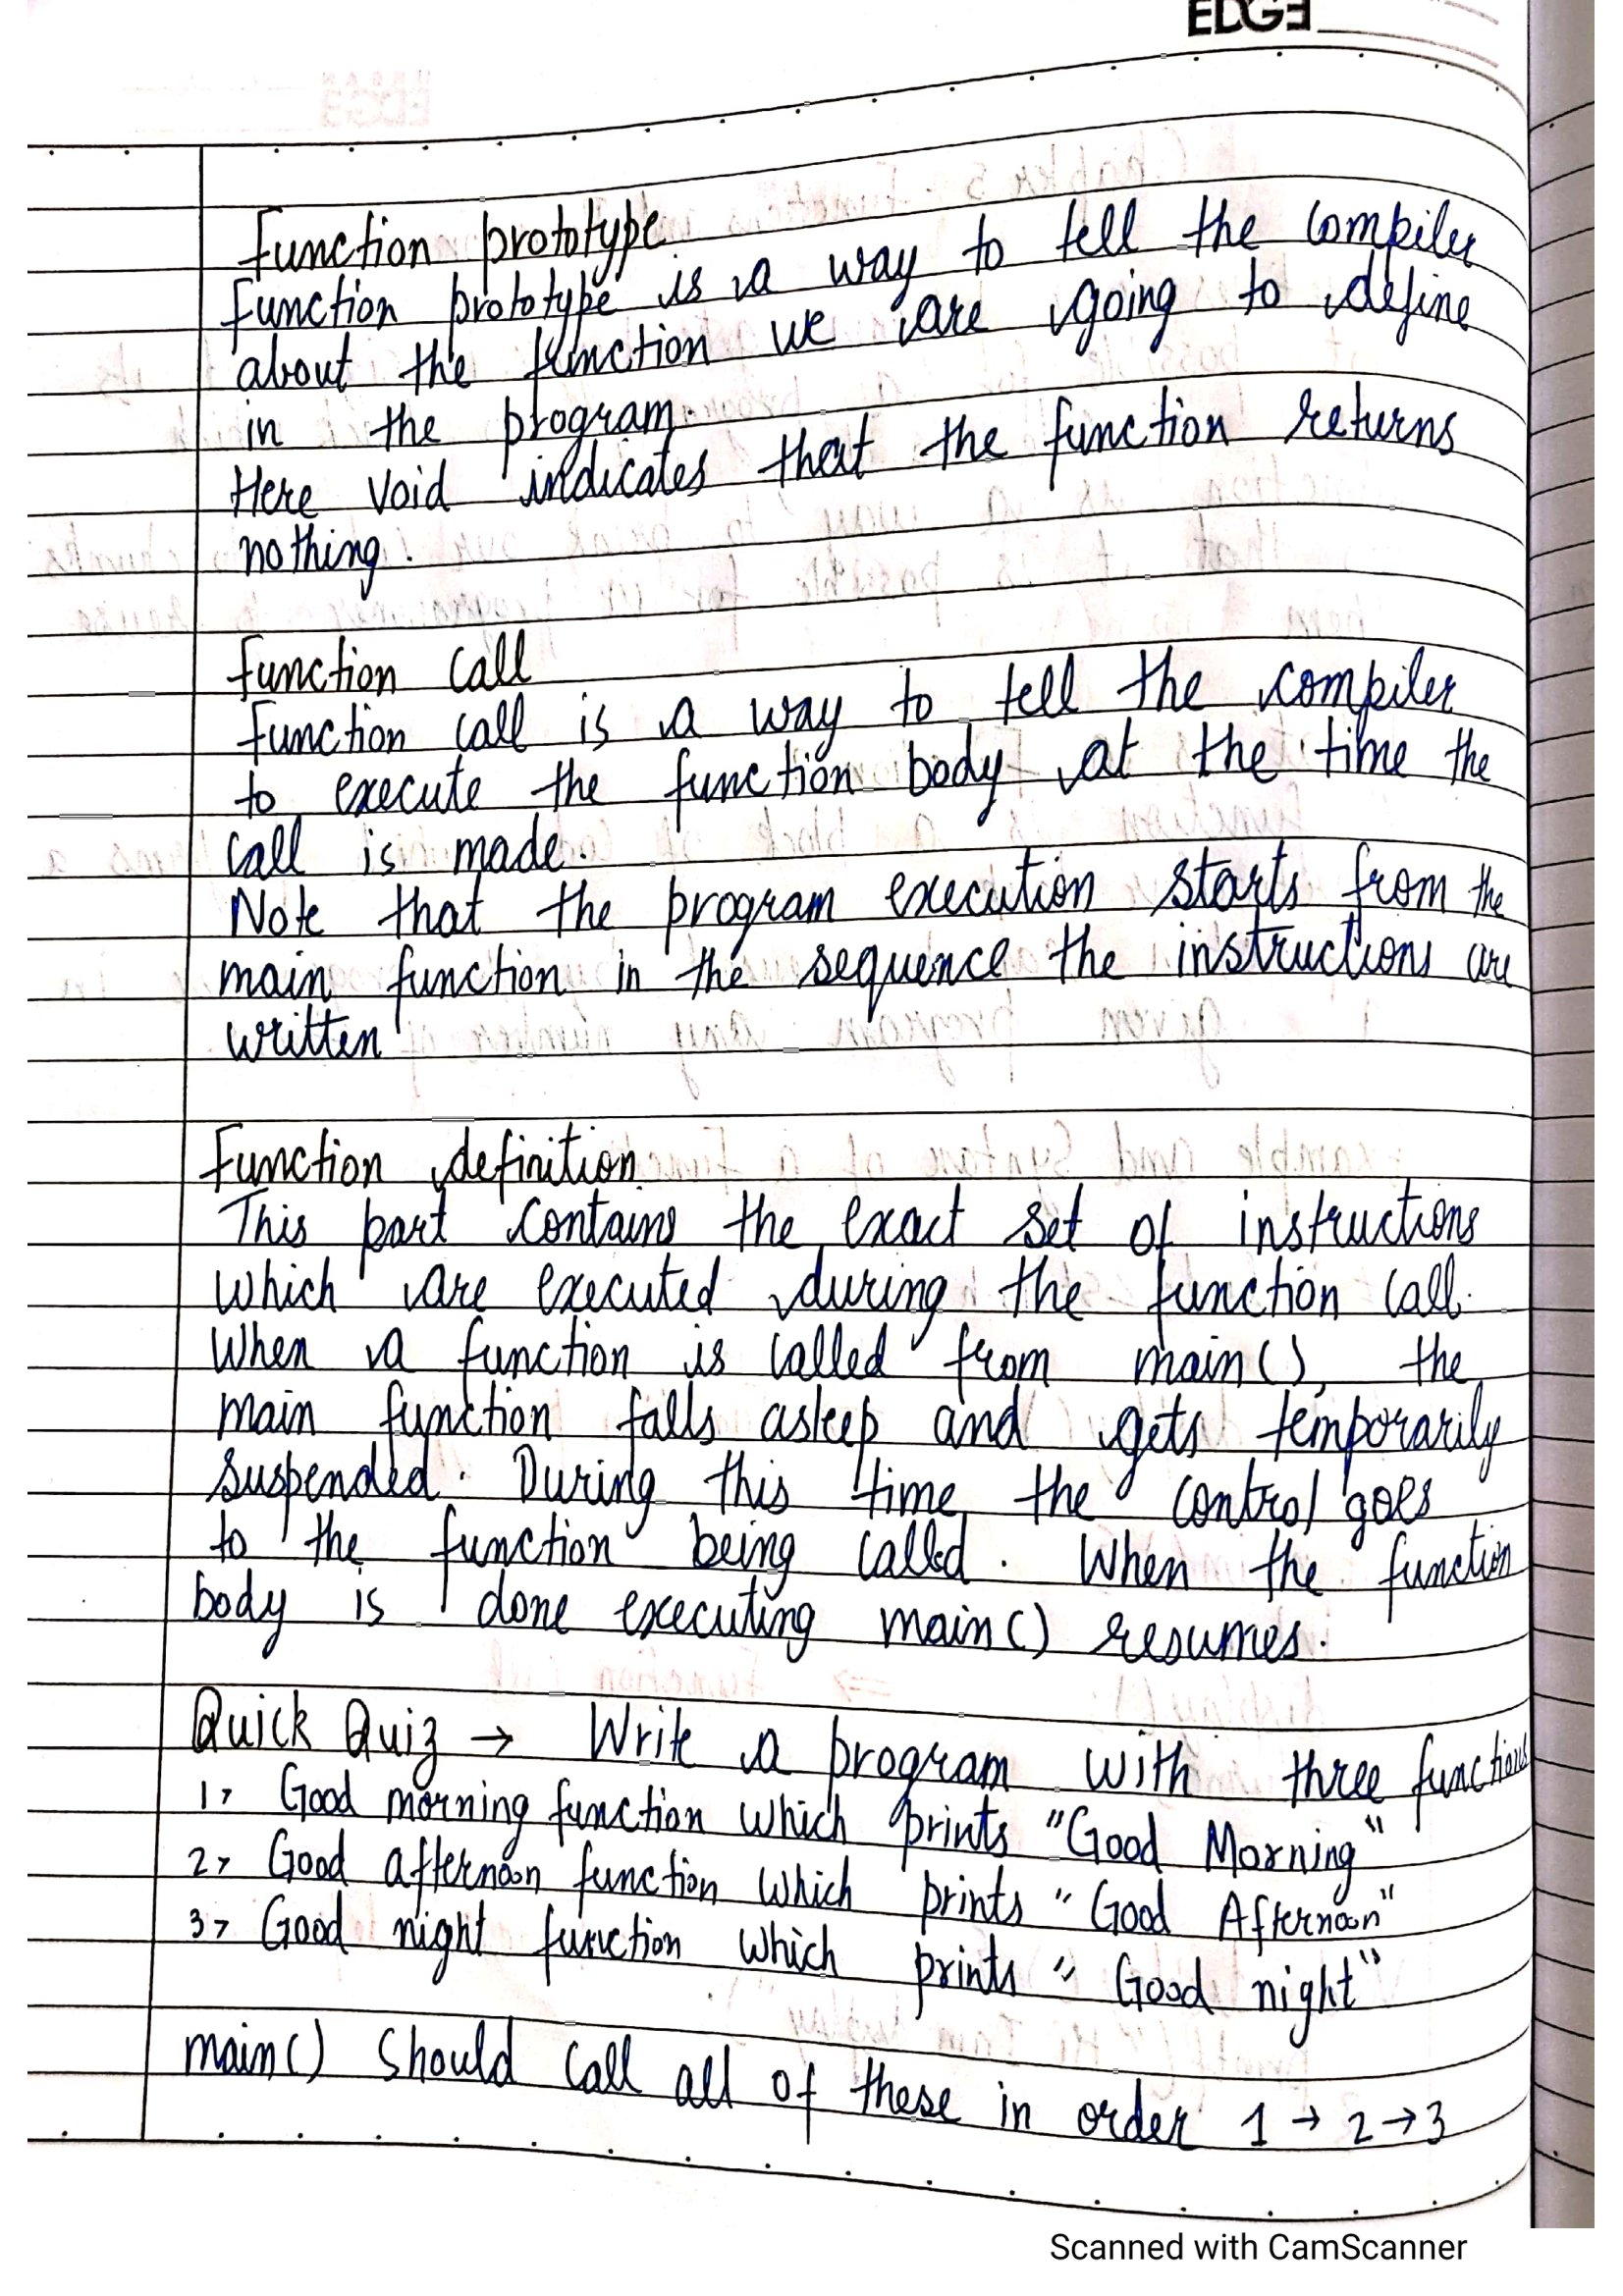 EDGE
Function prototype
Function prototype is a way to tell the compiler
about the function we are going to define
in the program.
Here void indicates that the function returns
nothing.
Function call
Function call is a way to tell the compiler
to execute the function body at the time the
call is made.
Note that the program execution starts from the
main function in the sequence the instructions are
written
Function definition
This part contains the exact set of instructions
which are executed during the function call.
When a function is called from main(), the
main function falls asleep and gets temporarily
suspended. During this time, the control goes
to the function being called. When the function
body is done executing main() resumes.
Quick Quiz → Write a program with three functions
1> Good morning function which prints "Good Morning"
2> Good afternoon function which prints "Good Afternoon"
3> Good night function which prints "Good night"
main() should call all of these in order 1 → 2 → 3
Scanned with CamScanner